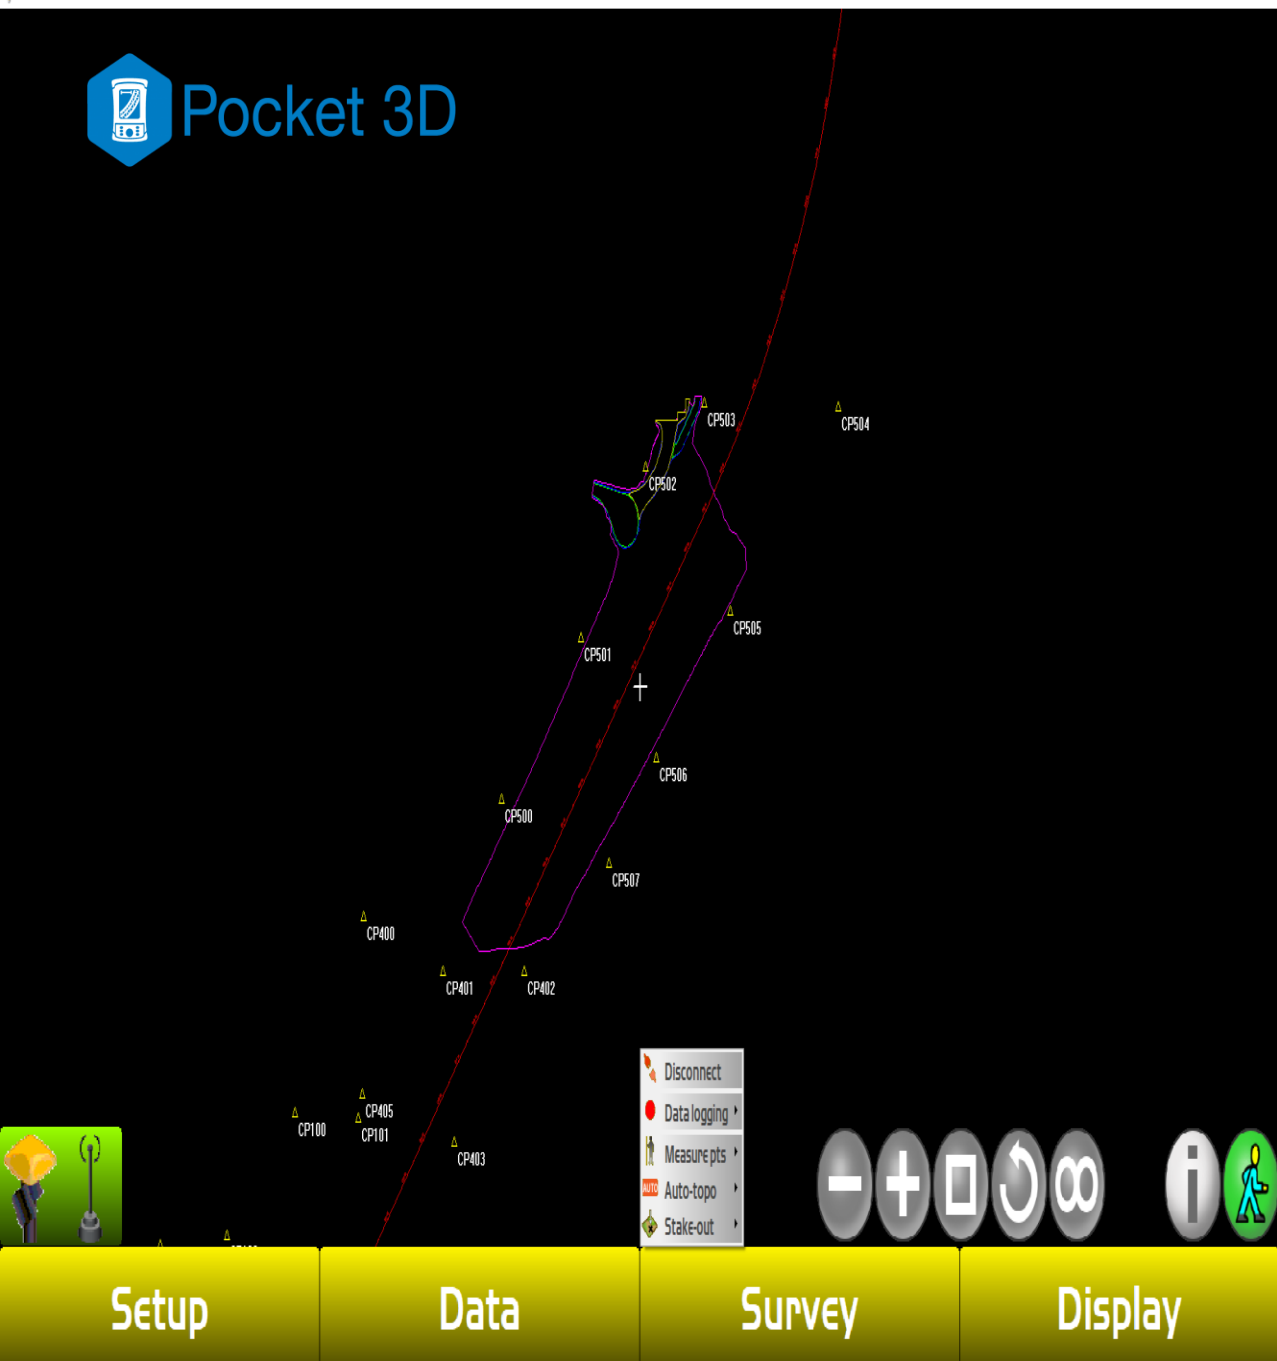 Pocket 3D
CP503
CP504
CP502
CP505
CP501
CP506
CP500
CP507
CP400
CP401
CP402
CP405
CP100
CP101
CP403
Disconnect
Data logging
Measure pts
AUTO Auto-topo
Stake-out
Setup
Data
Survey
Display